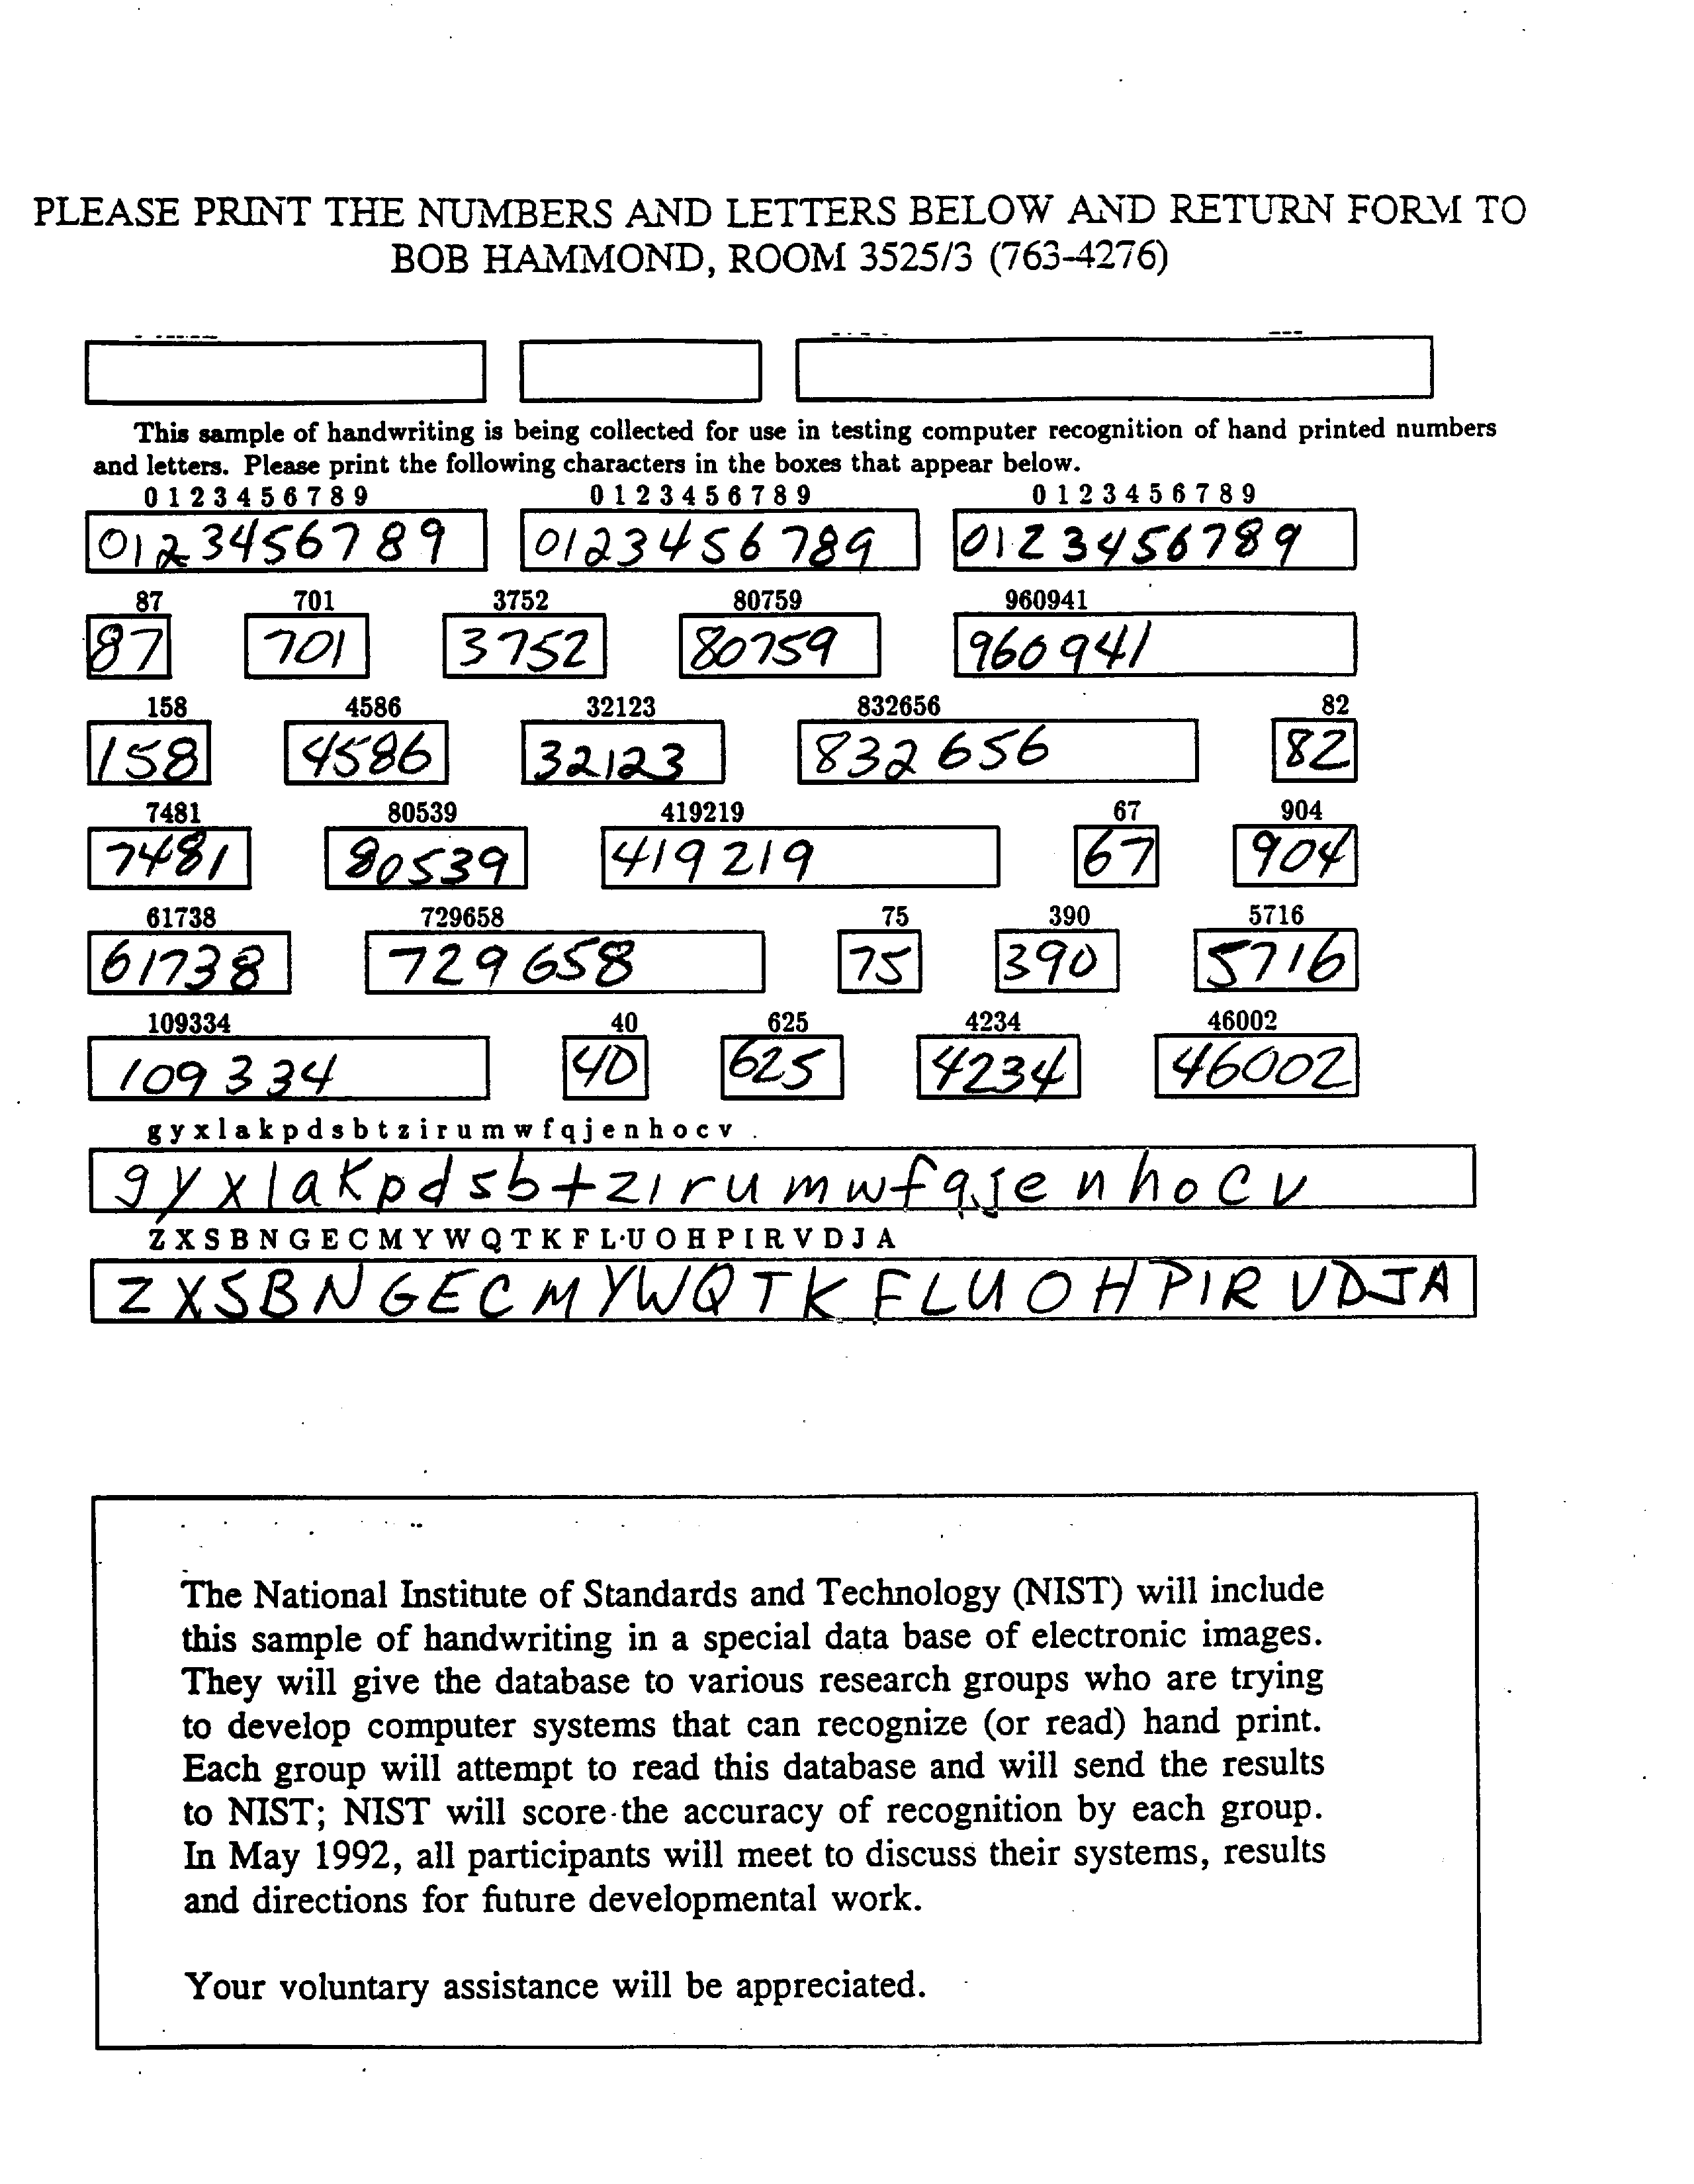 PLEASE PRINT THE NUMBERS AND LETTERS BELOW AND RETURN FORM TO
BOB HAMMOND, ROOM 3525/3 (763-4276)
This sample of handwriting is being collected for use in testing computer recognition of hand printed numbers
and letters. Please print the following characters in the boxes that appear below.
0 1 2 3 4 5 6 7 8 9 0 1 2 3 4 5 6 7 8 9 0 1 2 3 4 5 6 7 8 9
0123456789 0123456789 0123456789
87 701 3752 80759 960941
87 701 3752 80759 960941
158 4586 32123 832656 82
158 4586 32123 832656 82
7481 80539 419219 67 904
7481 80539 419219 67 904
61738 729658 75 390 5716
61738 729658 75 390 5716
109334 40 625 4234 46002
109334 40 625 4234 46002
g y x l a k p d s b t z i r u m w f q j e n h o c v
g y x l a k p d s b t z i r u m w f q j e n h o c v
Z X S B N G E C M Y W Q T K F L U O H P I R V D J A
Z X S B N G E C M Y W Q T K F L U O H P I R V D J A
The National Institute of Standards and Technology (NIST) will include
this sample of handwriting in a special data base of electronic images.
They will give the database to various research groups who are trying
to develop computer systems that can recognize (or read) hand print.
Each group will attempt to read this database and will send the results
to NIST; NIST will score the accuracy of recognition by each group.
In May 1992, all participants will meet to discuss their systems, results
and directions for future developmental work.
Your voluntary assistance will be appreciated.